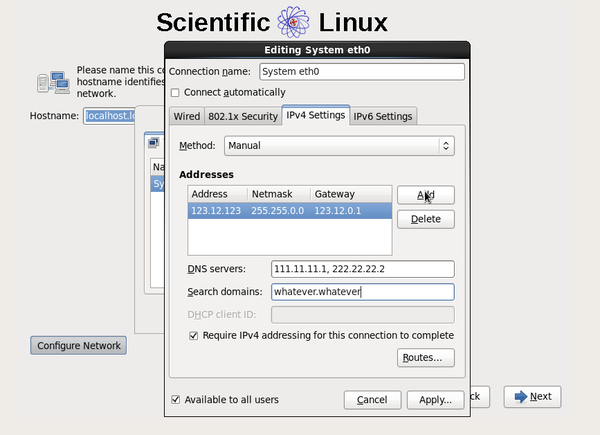 Scientific Linux
Editing System eth0
Please name this co
hostname identifies
network.
Hostname: localhost.lo
Connection name: System eth0
Connect automatically
Wired 802.1x Security IPv4 Settings IPv6 Settings
Method: Manual
Addresses
Address Netmask Gateway
123.12.123 255.255.0.0 123.12.0.1
Add
Delete
DNS servers: 111.11.11.1, 222.22.22.2
Search domains: whatever.whatever
DHCP client ID:
Require IPv4 addressing for this connection to complete
Routes...
Available to all users
Cancel Apply...
Na
Sy
Configure Network
ck Next